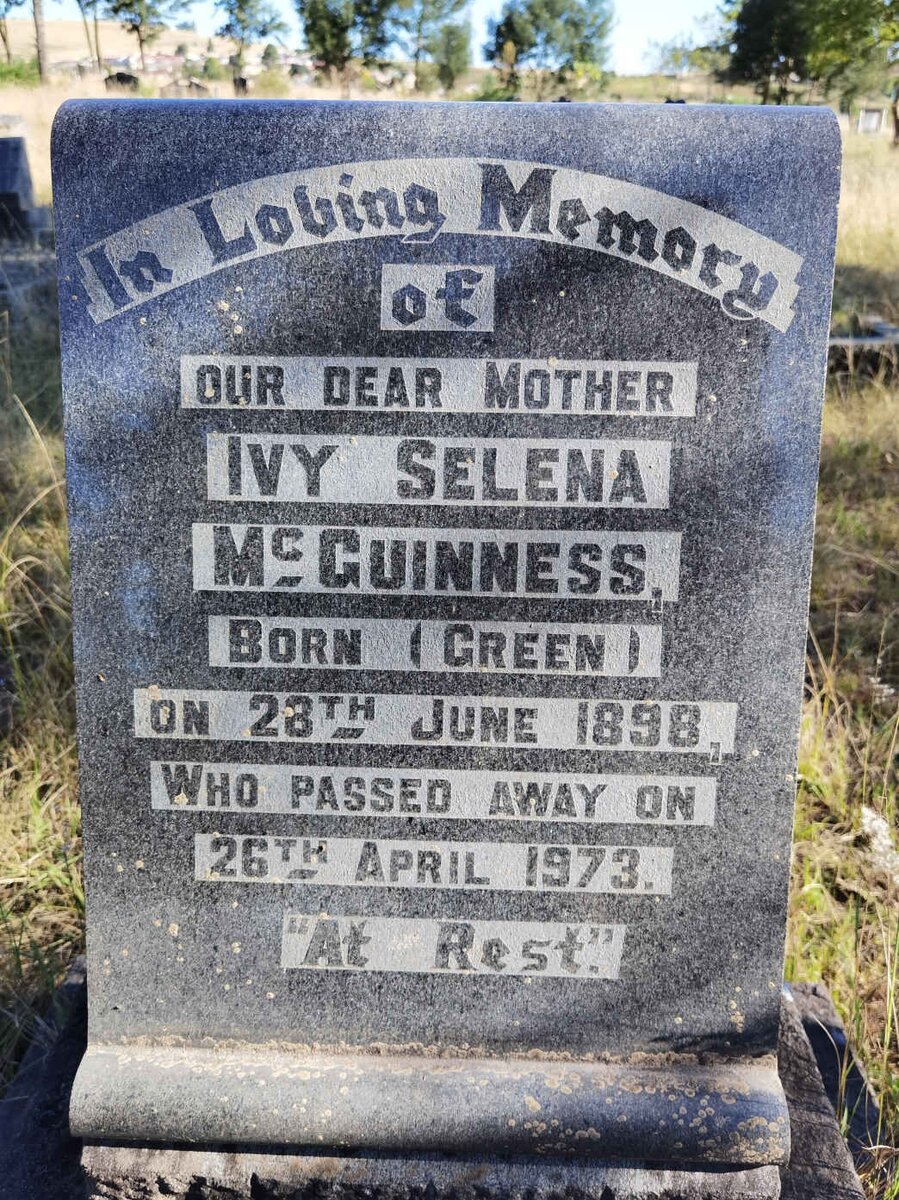 In Loving Memory
of
OUR DEAR MOTHER
IVY SELENA
McGUINNESS,
BORN (GREEN)
ON 28TH JUNE 1898,
WHO PASSED AWAY ON
26TH APRIL 1973.
"At Rest."